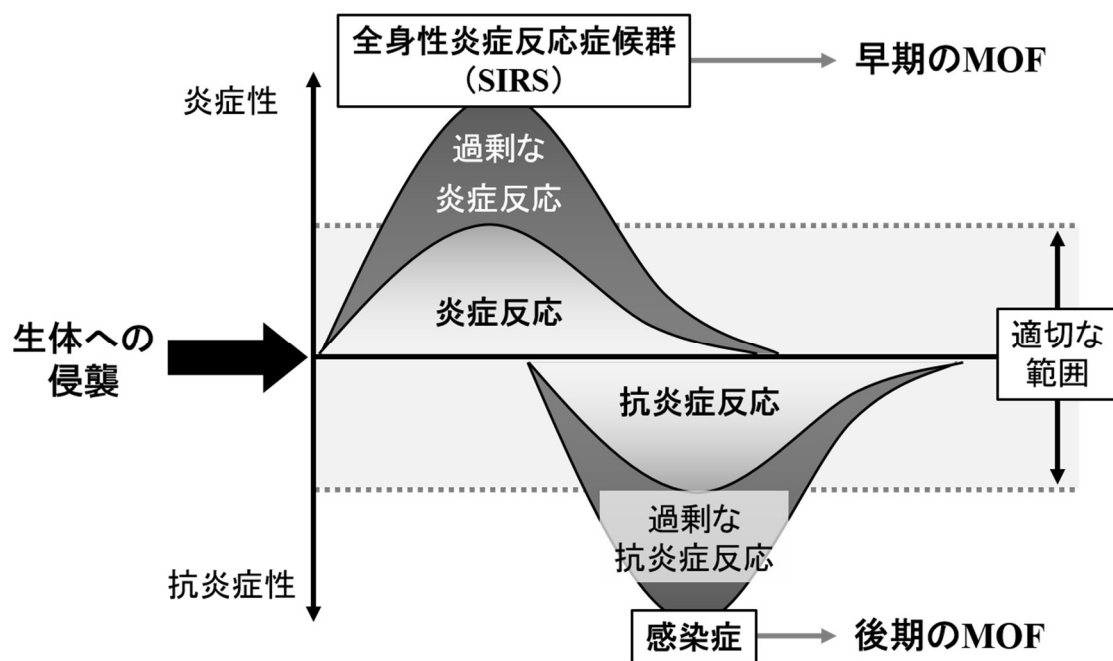 全身性炎症反応症候群
（SIRS）
早期のMOF
炎症性
過剰な
炎症反応
炎症反応
生体への
侵襲
適切な
範囲
抗炎症反応
過剰な
抗炎症反応
抗炎症性
感染症
後期のMOF